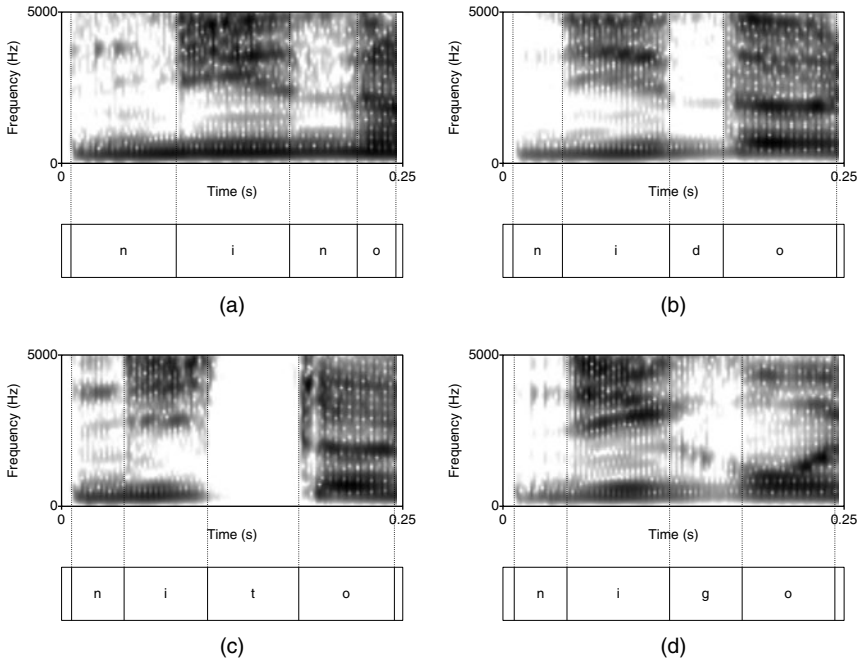 5000
Frequency (Hz)
0
0
0.25
Time (s)
n i n o
(a)
5000
Frequency (Hz)
0
0
0.25
Time (s)
n i d o
(b)
5000
Frequency (Hz)
0
0
0.25
Time (s)
n i t o
(c)
5000
Frequency (Hz)
0
0
0.25
Time (s)
n i g o
(d)